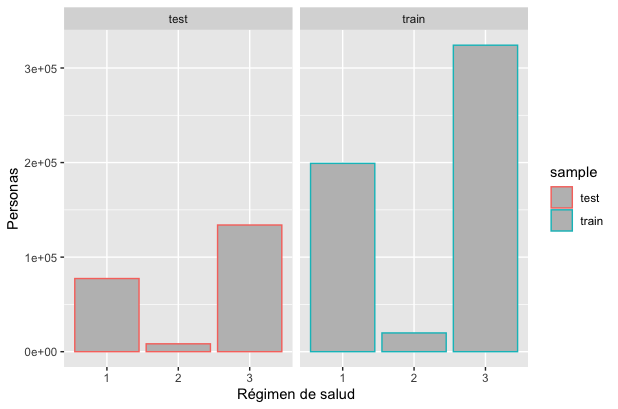 test train
3e+05
2e+05
1e+05
0e+00
Personas
1 2 3 1 2 3
Régimen de salud
sample
test
train